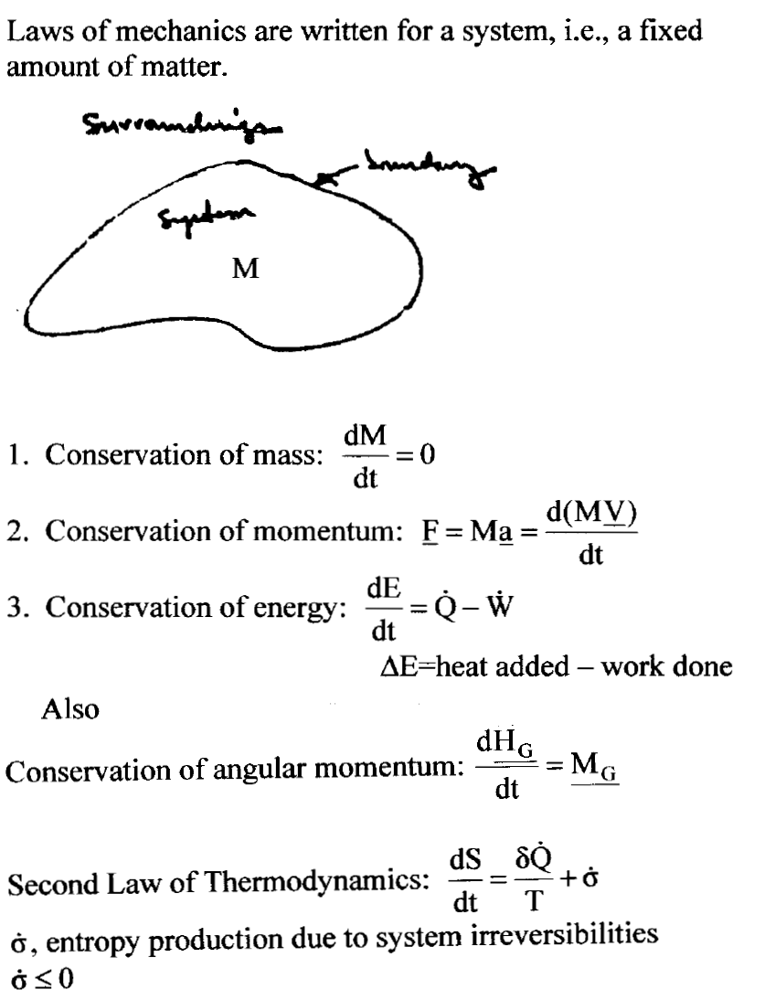 Laws of mechanics are written for a system, i.e., a fixed
amount of matter.
Surroundings
boundary
System
M
1. Conservation of mass: dM/dt = 0
2. Conservation of momentum: F = Ma = d(MV)/dt
3. Conservation of energy: dE/dt = Q̇ – Ẇ
ΔE=heat added – work done
Also
Conservation of angular momentum: dH_G/dt = M_G
Second Law of Thermodynamics: dS/dt = δQ̇/T + σ̇
σ̇, entropy production due to system irreversibilities
σ̇ ≤ 0